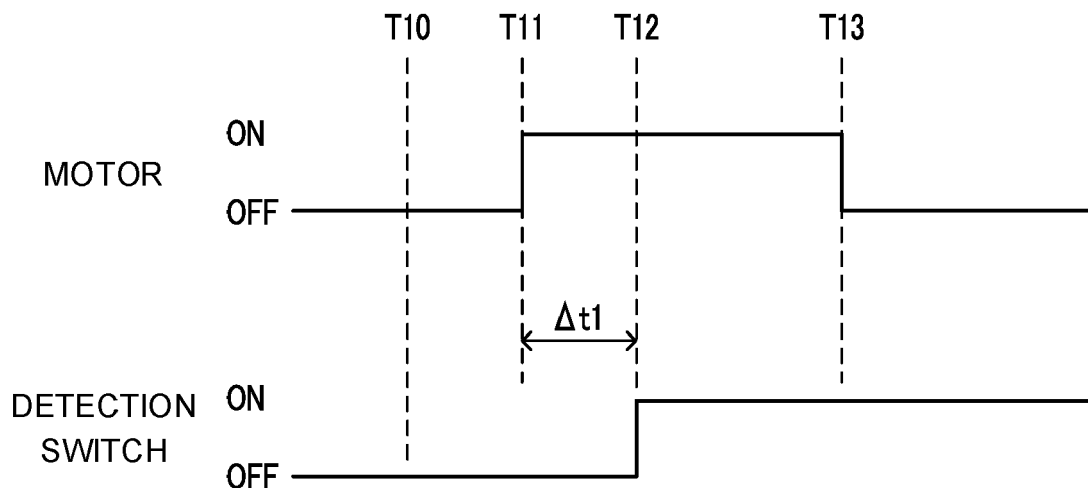 T10 T11 T12 T13
ON
MOTOR
OFF
Δt1
DETECTION ON
SWITCH
OFF